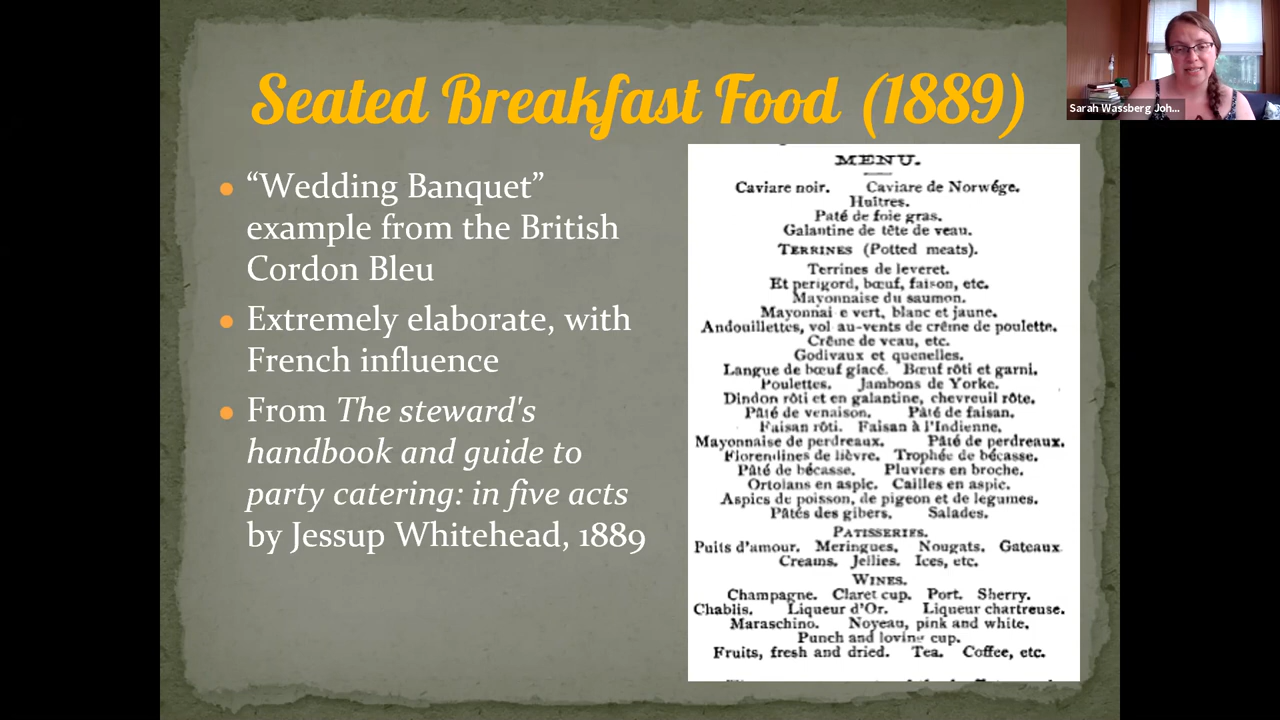 Seated Breakfast Food (1889)
• “Wedding Banquet”
example from the British
Cordon Bleu
• Extremely elaborate, with
French influence
• From The steward's
handbook and guide to
party catering: in five acts
by Jessup Whitehead, 1889
MENU.
Caviare noir. Caviare de Norwége.
Huîtres.
Paté de foie gras.
Galantine de tête de veau.
TERRINES (Potted meats).
Terrines de leveret.
Et perigord, bœuf, faison, etc.
Mayonnaise du saumon.
Mayonnai e vert, blanc et jaune.
Andouillettes, vol au-vents de crême de poulette.
Crême de veau, etc.
Godivaux et quenelles.
Langue de bœuf glacé. Bœuf rôti et garni.
Poulettes. Jambons de Yorke.
Dindon rôti et en galantine, chevreuil rôte.
Pâté de venaison. Pâté de faisan.
Faisan rôti. Faisan à l'Indienne.
Mayonnaise de perdreaux. Pâté de perdreaux.
Florendines de lièvre. Trophée de bécasse.
Pâté de bécasse. Pluviers en broche.
Ortolans en aspic. Cailles en aspic.
Aspics de poisson, de pigeon et de legumes.
Pâtés des gibers. Salades.
PATISSERIES.
Puits d'amour. Meringues. Nougats. Gateaux
Creams. Jellies. Ices, etc.
WINES.
Champagne. Claret cup. Port. Sherry.
Chablis. Liqueur d'Or. Liqueur chartreuse.
Maraschino. Noyeau, pink and white.
Punch and loving cup.
Fruits, fresh and dried. Tea. Coffee, etc.
Sarah Wassberg Joh...